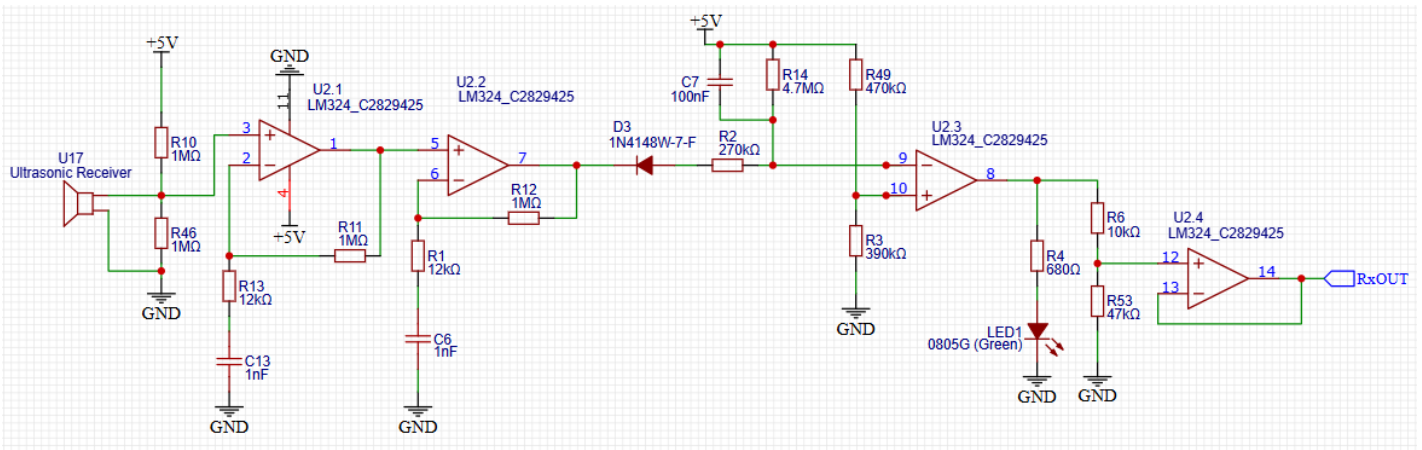 +5V
R10
1MΩ
U17
Ultrasonic Receiver
R46
1MΩ
GND
GND
11
U2.1
LM324_C2829425
3
2
1
4
+5V
R11
1MΩ
R13
12kΩ
C13
1nF
GND
U2.2
LM324_C2829425
5
6
7
R12
1MΩ
R1
12kΩ
C6
1nF
GND
D3
1N4148W-7-F
R2
270kΩ
+5V
C7
100nF
R14
4.7MΩ
R49
470kΩ
R3
390kΩ
GND
U2.3
LM324_C2829425
9
10
8
R4
680Ω
LED1
0805G (Green)
GND
R6
10kΩ
R53
47kΩ
GND
U2.4
LM324_C2829425
12
13
14
RxOUT